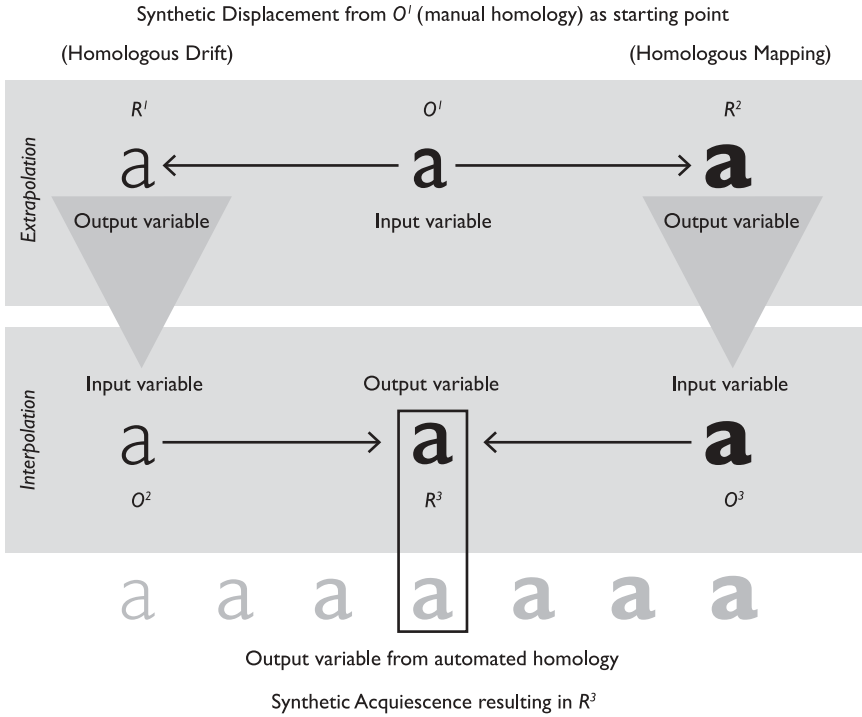 Synthetic Displacement from O¹ (manual homology) as starting point
(Homologous Drift) (Homologous Mapping)
Extrapolation
R¹ O¹ R²
a a a
Output variable Input variable Output variable
Interpolation
Input variable Output variable Input variable
a a a
O² R³ O³
a a a a a a a
Output variable from automated homology
Synthetic Acquiescence resulting in R³